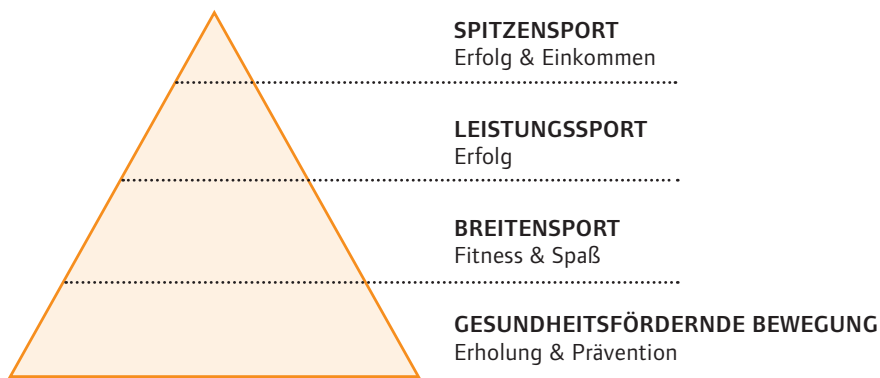 SPITZENSPORT
Erfolg & Einkommen
LEISTUNGSSPORT
Erfolg
BREITENSPORT
Fitness & Spaß
GESUNDHEITSFÖRDERNDE BEWEGUNG
Erholung & Prävention